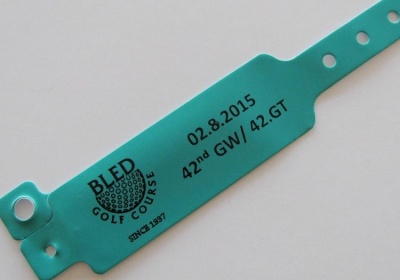 BLED
GOLF COURSE
SINCE 1937
02.8.2015
42nd GW/ 42.GT